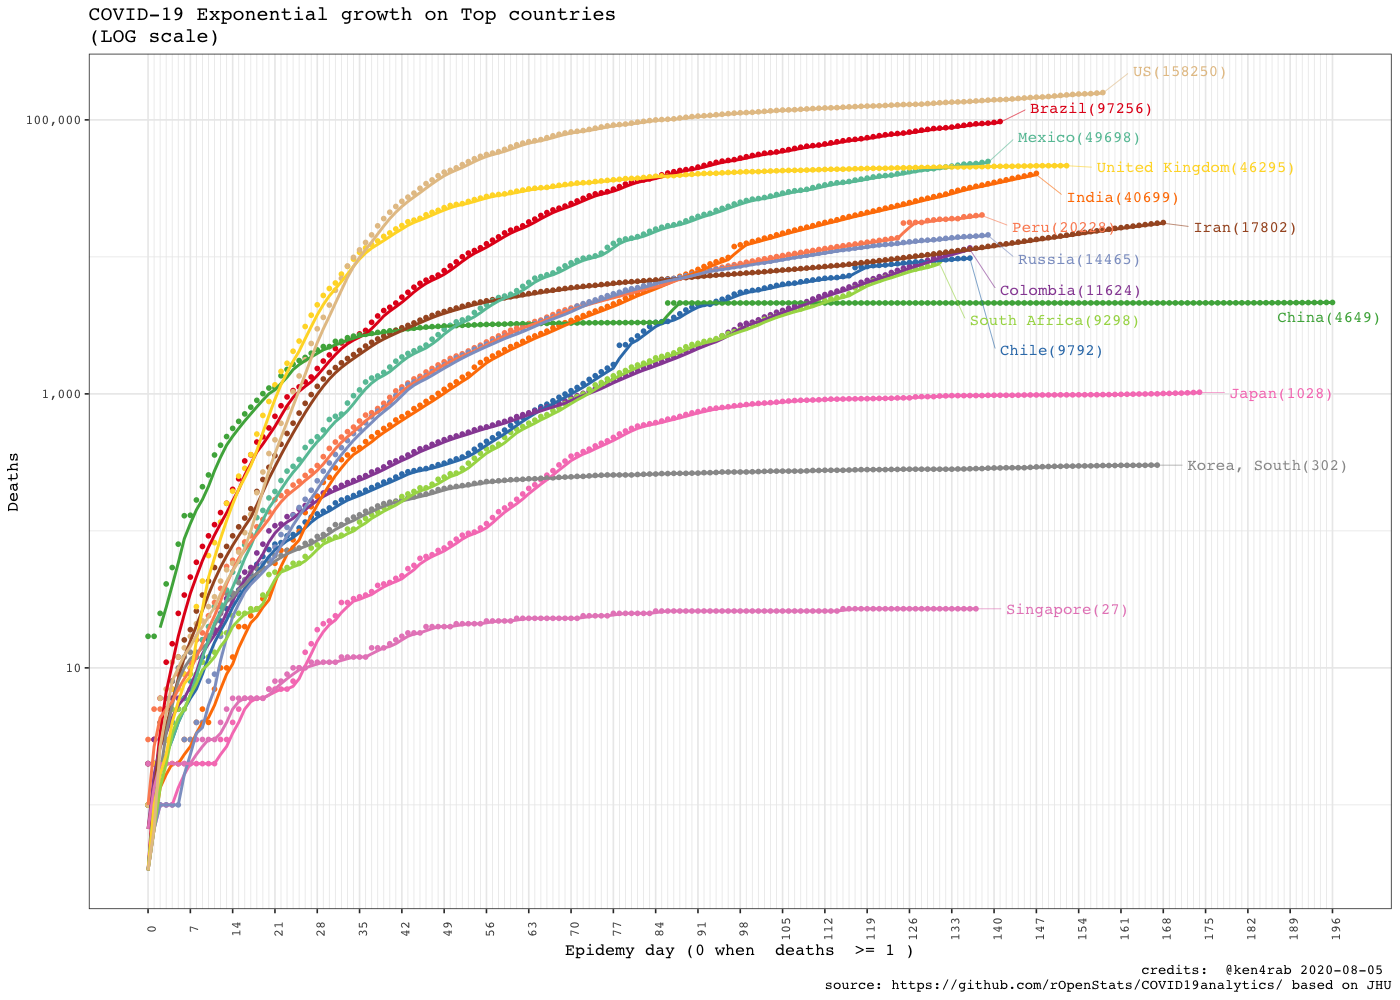 COVID-19 Exponential growth on Top countries
(LOG scale)
US(158250)
Brazil(97256)
100,000
Mexico(49698)
United Kingdom(46295)
India(40699)
Peru(20228)
Iran(17802)
Russia(14465)
Colombia(11624)
South Africa(9298)
China(4649)
Chile(9792)
1,000
Japan(1028)
Korea, South(302)
Deaths
Singapore(27)
10
0 7 14 21 28 35 42 49 56 63 70 77 84 91 98 105 112 119 126 133 140 147 154 161 168 175 182 189 196
Epidemy day (0 when  deaths  >= 1 )
credits:  @ken4rab 2020-08-05
source: https://github.com/rOpenStats/COVID19analytics/ based on JHU